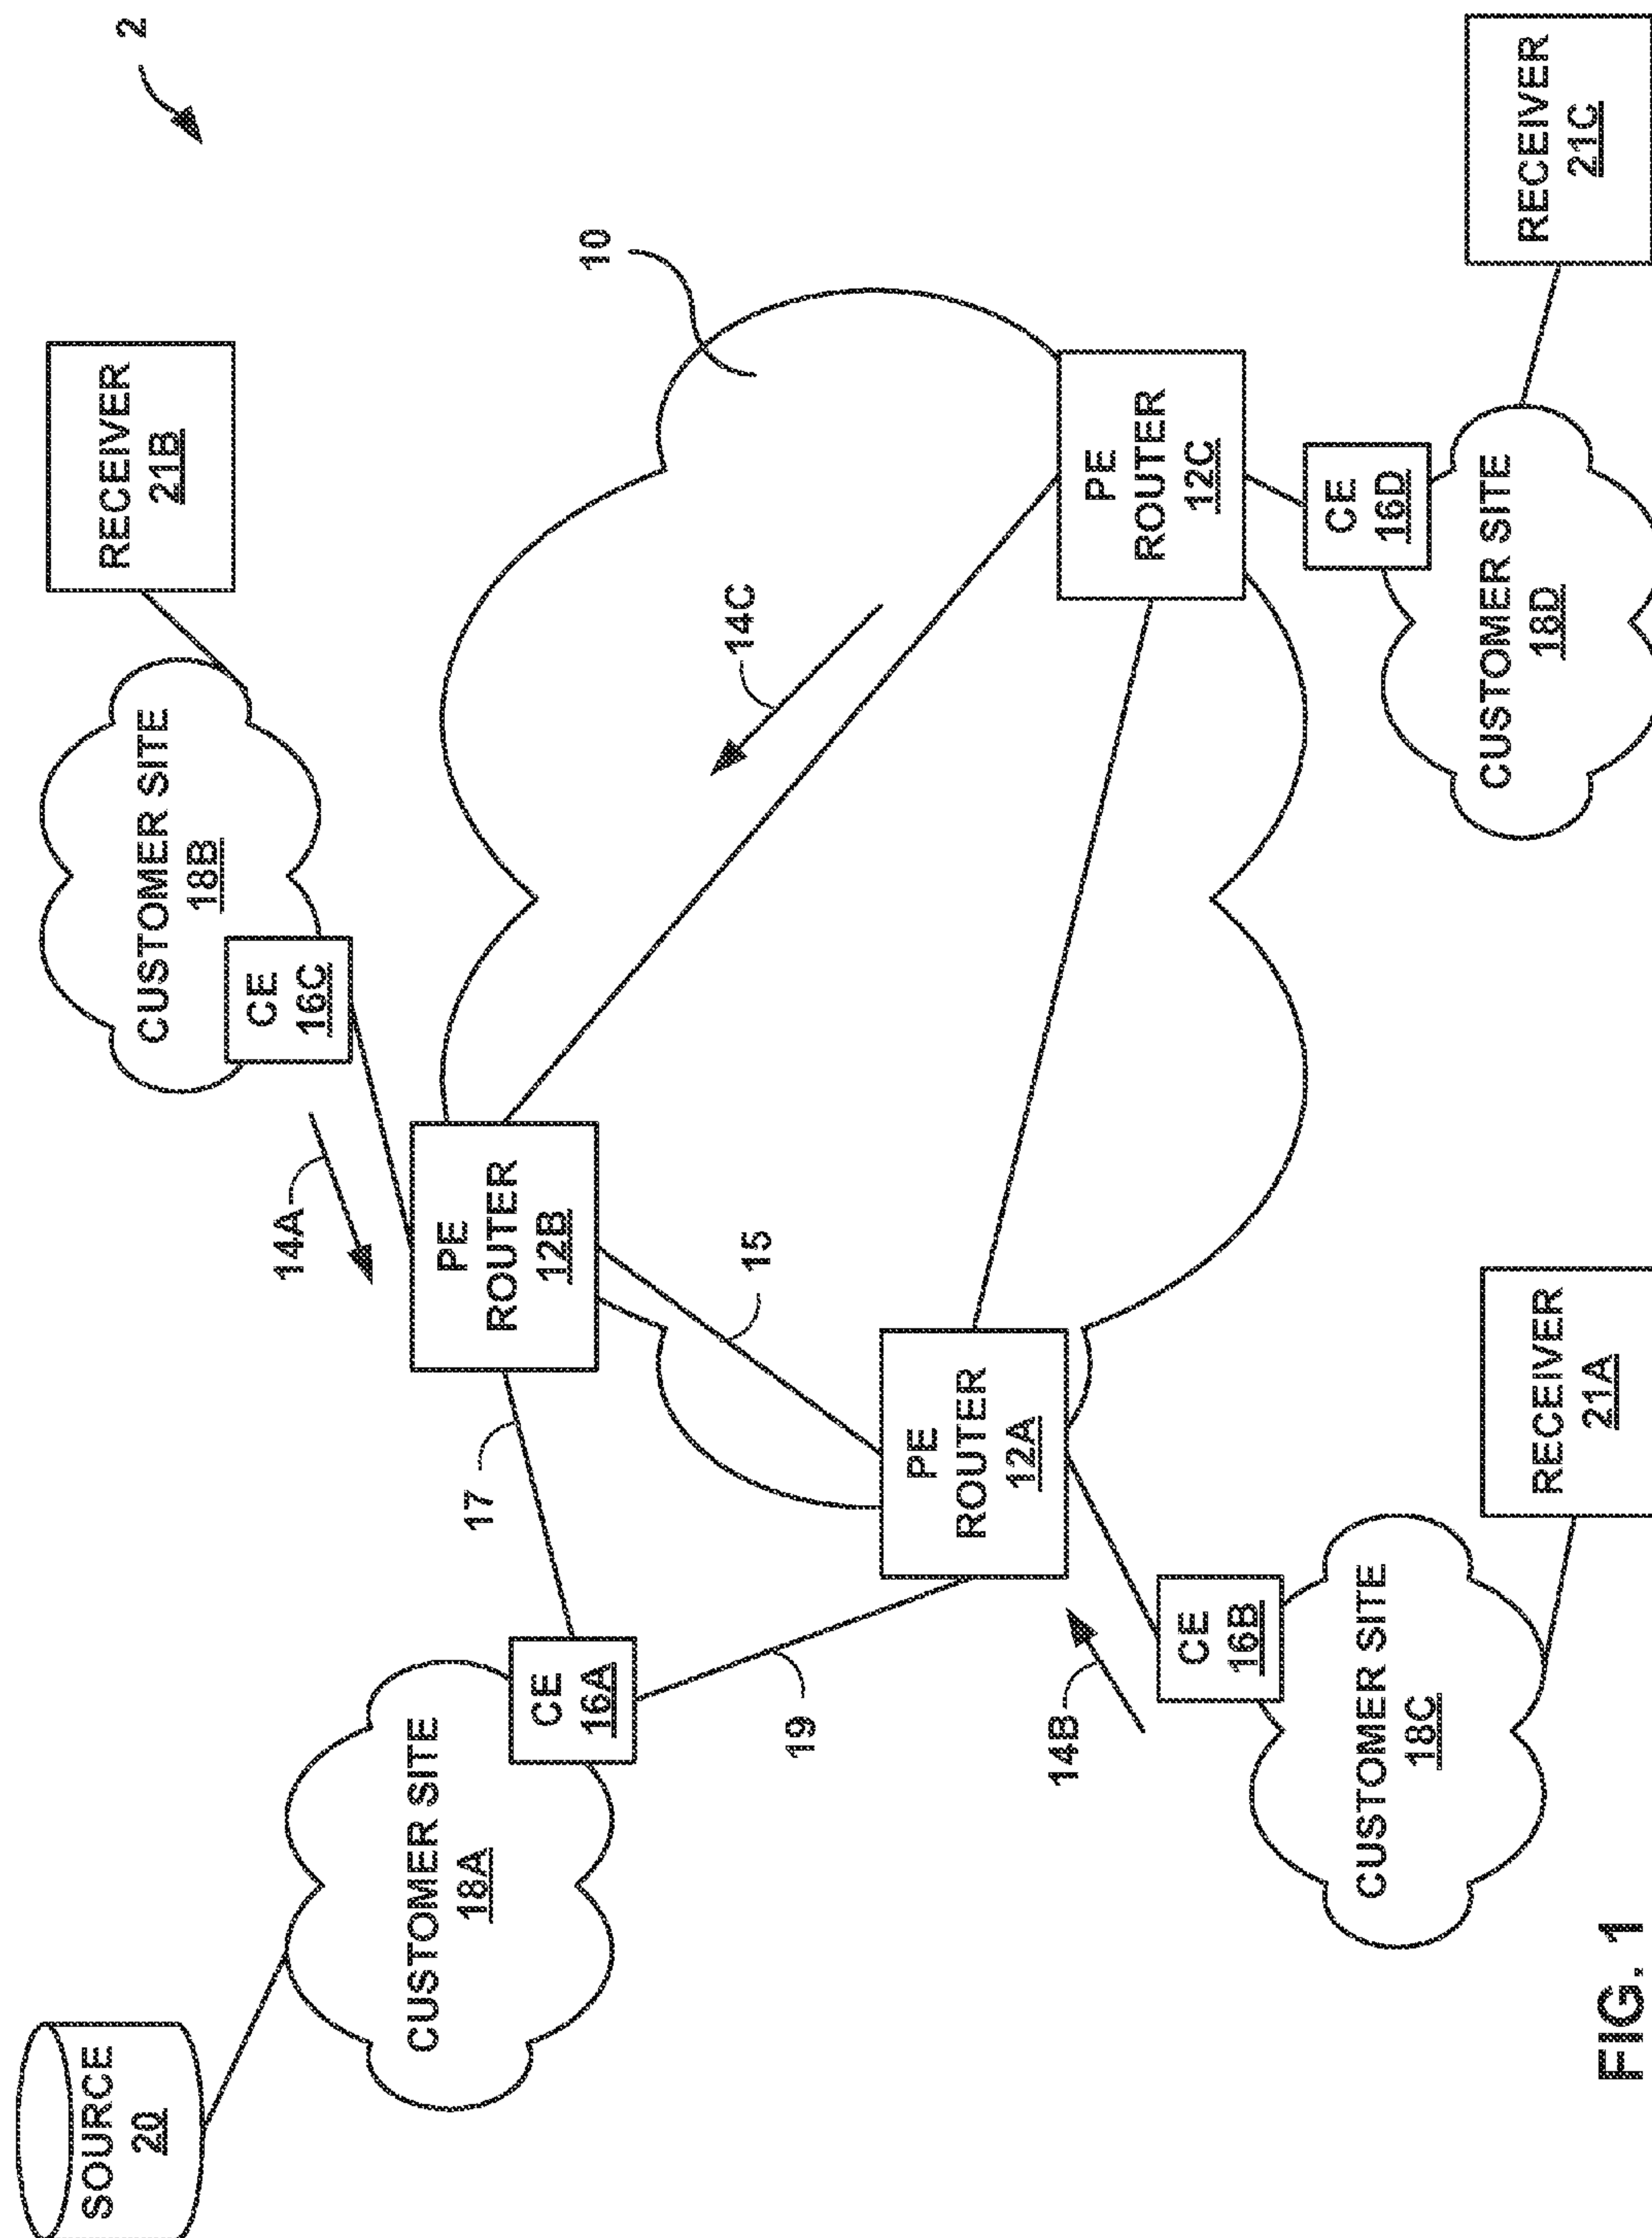 SOURCE
20
2
RECEIVER
21B
CUSTOMER SITE
18B
CE
16C
14A
CUSTOMER SITE
18A
17
PE
ROUTER
12B
CE
16A
10
14C
15
19
PE
ROUTER
12A
14B
PE
ROUTER
12C
CE
16B
CE
16D
CUSTOMER SITE
18C
CUSTOMER SITE
18D
RECEIVER
21C
RECEIVER
21A
FIG. 1